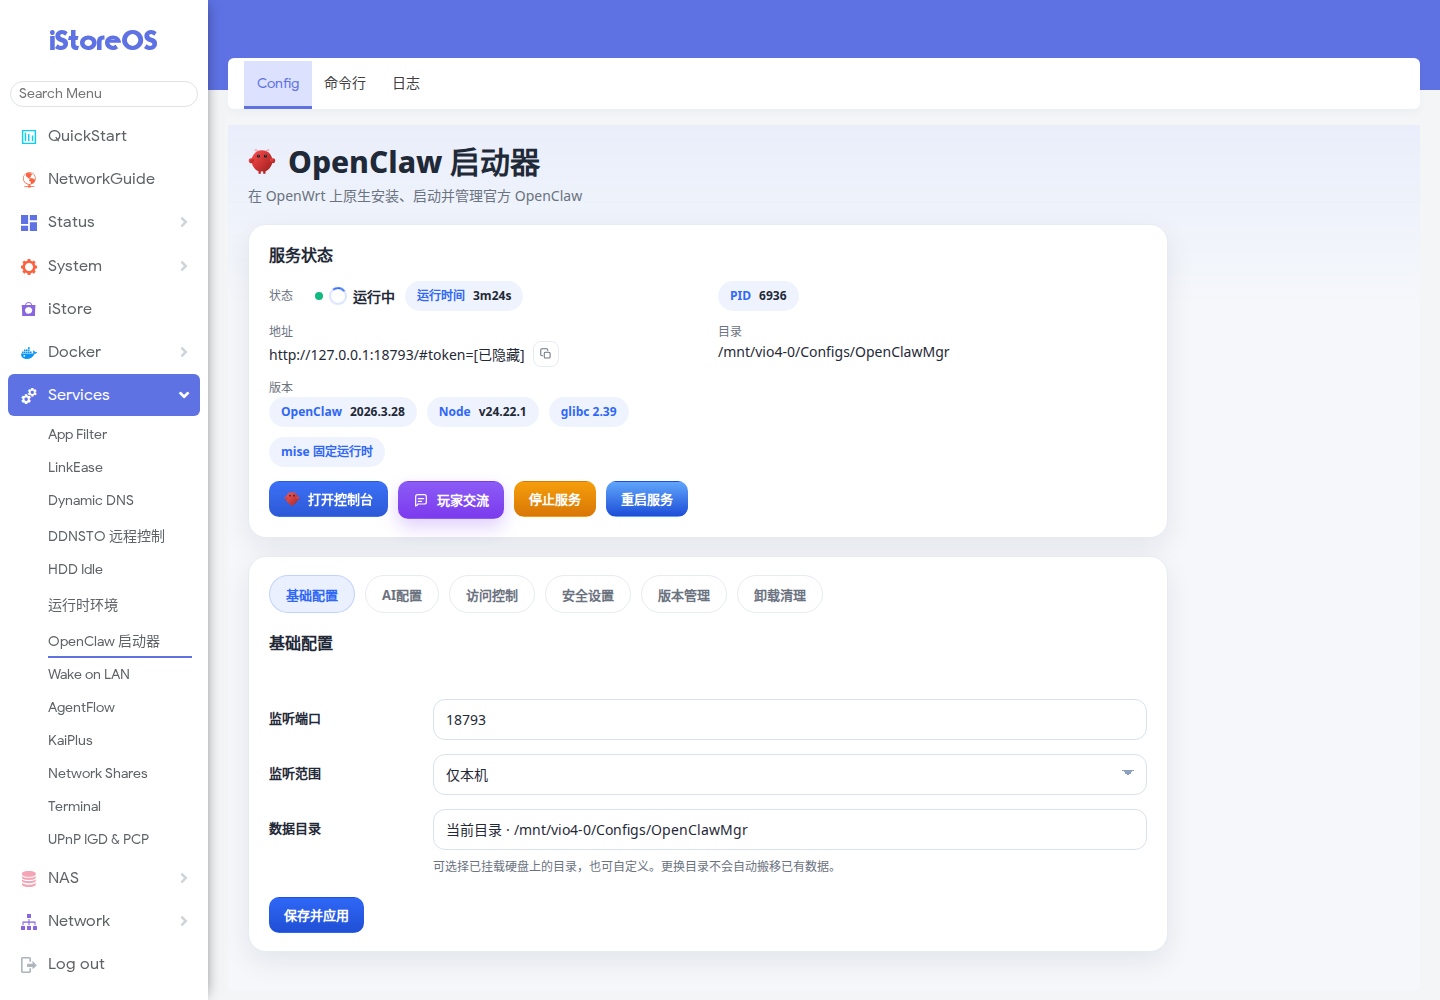 iStoreOS
Search Menu
QuickStart
NetworkGuide
Status
System
iStore
Docker
Services
App Filter
LinkEase
Dynamic DNS
DDNSTO 远程控制
HDD Idle
运行时环境
OpenClaw 启动器
Wake on LAN
AgentFlow
KaiPlus
Network Shares
Terminal
UPnP IGD & PCP
NAS
Network
Log out
Config 命令行 日志
OpenClaw 启动器
在 OpenWrt 上原生安装、启动并管理官方 OpenClaw
服务状态
状态 运行中 运行时间 3m24s PID 6936
地址
http://127.0.0.1:18793/#token=[已隐藏]
目录
/mnt/vio4-0/Configs/OpenClawMgr
版本
OpenClaw 2026.3.28 Node v24.22.1 glibc 2.39
mise 固定运行时
打开控制台 玩家交流 停止服务 重启服务
基础配置 AI配置 访问控制 安全设置 版本管理 卸载清理
基础配置
监听端口 18793
监听范围 仅本机
数据目录 当前目录 · /mnt/vio4-0/Configs/OpenClawMgr
可选择已挂载硬盘上的目录，也可自定义。更换目录不会自动搬移已有数据。
保存并应用